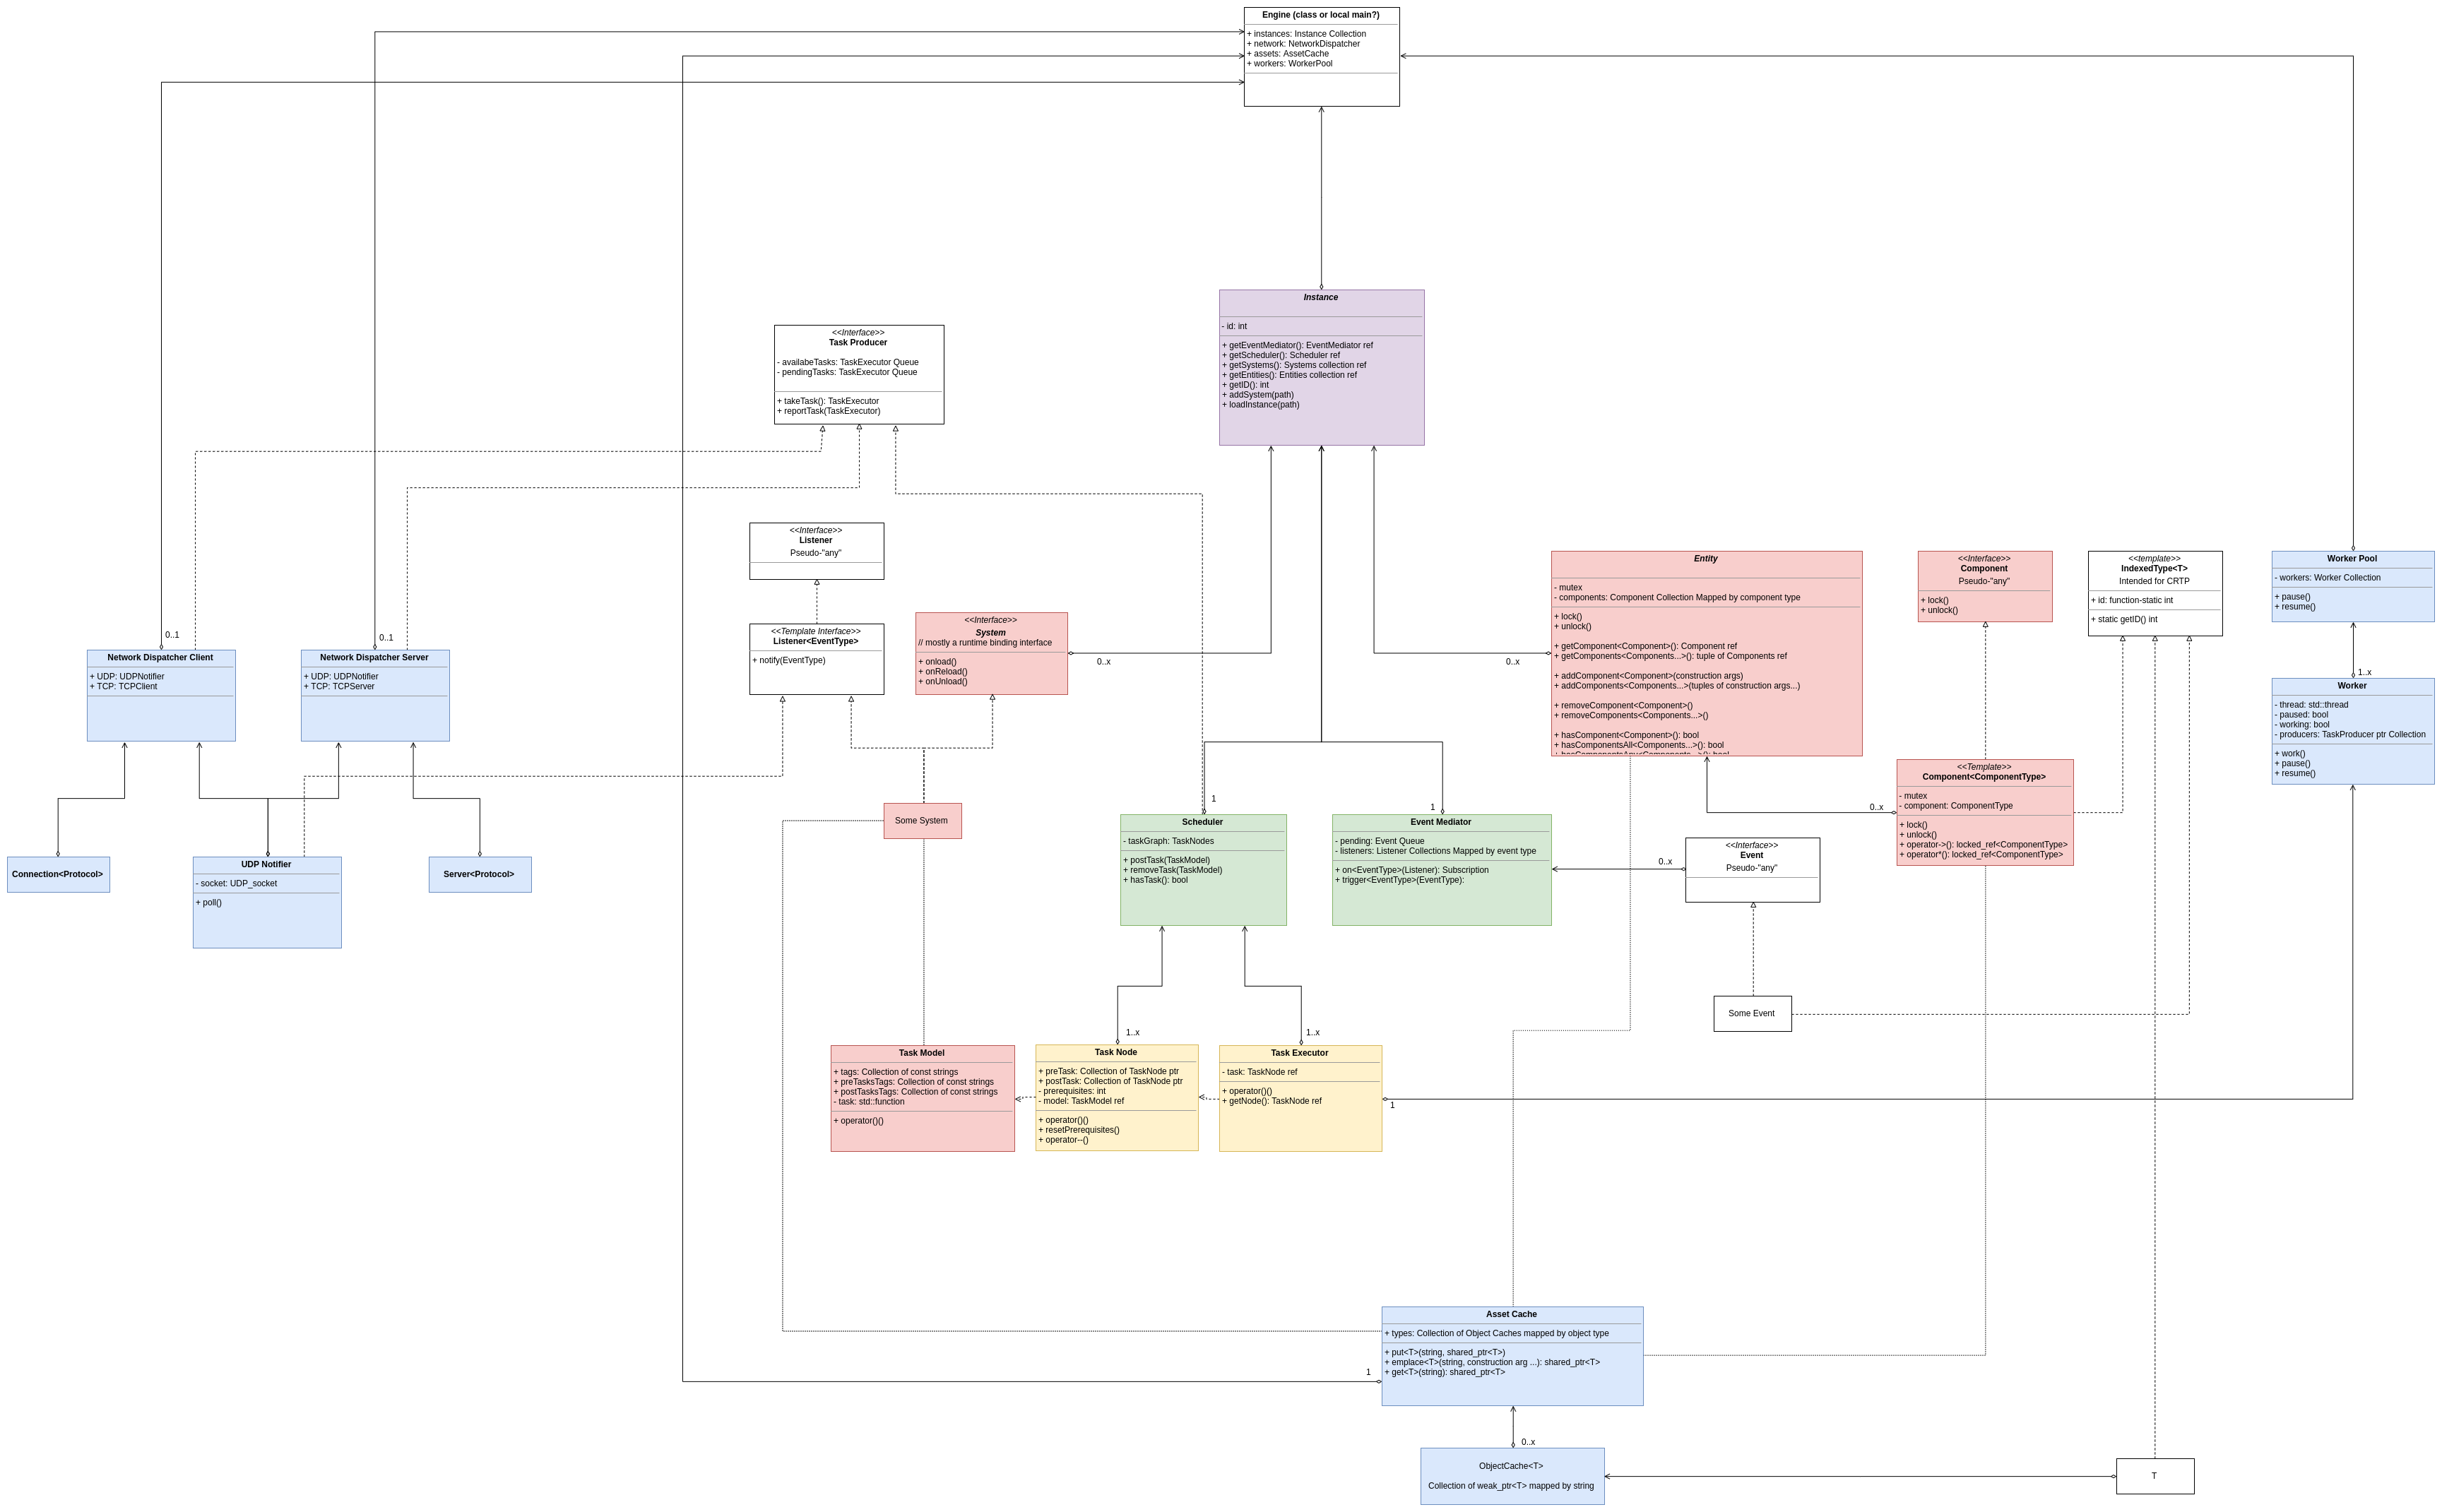 Engine (class or local main?)
+ instances: Instance Collection
+ network: NetworkDispatcher
+ assets: AssetCache
+ workers: WorkerPool
Instance
- id: int
+ getEventMediator(): EventMediator ref
+ getScheduler(): Scheduler ref
+ getSystems(): Systems collection ref
+ getEntities(): Entities collection ref
+ getID(): int
+ addSystem(path)
+ loadInstance(path)
<<Interface>>
Task Producer
- availabeTasks: TaskExecutor Queue
- pendingTasks: TaskExecutor Queue
+ takeTask(): TaskExecutor
+ reportTask(TaskExecutor)
<<Interface>>
Listener
Pseudo-"any"
<<Template Interface>>
Listener<EventType>
+ notify(EventType)
<<Interface>>
System
// mostly a runtime binding interface
+ onload()
+ onReload()
+ onUnload()
0..x
0..x
Entity
- mutex
- components: Component Collection Mapped by component type
+ lock()
+ unlock()
+ getComponent<Component>(): Component ref
+ getComponents<Components...>(): tuple of Components ref
+ addComponent<Component>(construction args)
+ addComponents<Components...>(tuples of construction args...)
+ removeComponent<Component>()
+ removeComponents<Components...>()
+ hasComponent<Component>(): bool
+ hasComponentsAll<Components...>(): bool
+ hasComponentsAny<Components...>(): bool
<<Interface>>
Component
Pseudo-"any"
+ lock()
+ unlock()
<<template>>
IndexedType<T>
Intended for CRTP
+ id: function-static int
+ static getID() int
Worker Pool
- workers: Worker Collection
+ pause()
+ resume()
1..x
Worker
- thread: std::thread
- paused: bool
- working: bool
- producers: TaskProducer ptr Collection
+ work()
+ pause()
+ resume()
0..1
Network Dispatcher Client
+ UDP: UDPNotifier
+ TCP: TCPClient
0..1
Network Dispatcher Server
+ UDP: UDPNotifier
+ TCP: TCPServer
Connection<Protocol>
UDP Notifier
- socket: UDP_socket
+ poll()
Server<Protocol>
Some System
1
Scheduler
- taskGraph: TaskNodes
+ postTask(TaskModel)
+ removeTask(TaskModel)
+ hasTask(): bool
1
Event Mediator
- pending: Event Queue
- listeners: Listener Collections Mapped by event type
+ on<EventType>(Listener): Subscription
+ trigger<EventType>(EventType):
0..x
<<Interface>>
Event
Pseudo-"any"
0..x
<<Template>>
Component<ComponentType>
- mutex
- component: ComponentType
+ lock()
+ unlock()
+ operator->(): locked_ref<ComponentType>
+ operator*(): locked_ref<ComponentType>
Some Event
Task Model
+ tags: Collection of const strings
+ preTasksTags: Collection of const strings
+ postTasksTags: Collection of const strings
- task: std::function
+ operator()()
1..x
Task Node
+ preTask: Collection of TaskNode ptr
+ postTask: Collection of TaskNode ptr
- prerequisites: int
- model: TaskModel ref
+ operator()()
+ resetPrerequisites()
+ operator--()
1..x
Task Executor
- task: TaskNode ref
+ operator()()
+ getNode(): TaskNode ref
1
Asset Cache
+ types: Collection of Object Caches mapped by object type
+ put<T>(string, shared_ptr<T>)
+ emplace<T>(string, construction arg ...): shared_ptr<T>
+ get<T>(string): shared_ptr<T>
1
0..x
ObjectCache<T>
Collection of weak_ptr<T> mapped by string
T